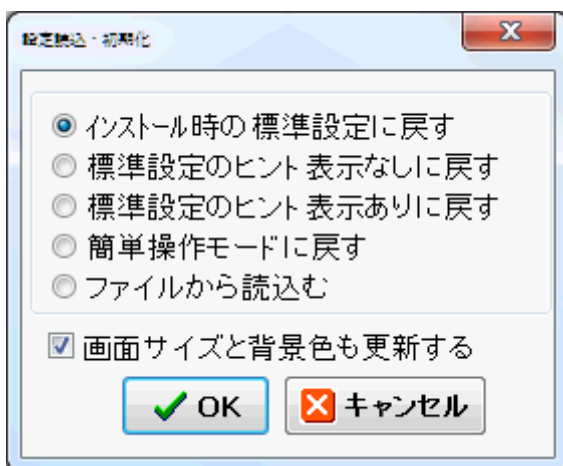 設定読込・初期化
インストール時の標準設定に戻す
標準設定のヒント表示なしに戻す
標準設定のヒント表示ありに戻す
簡単操作モードに戻す
ファイルから読込む
画面サイズと背景色も更新する
OK キャンセル